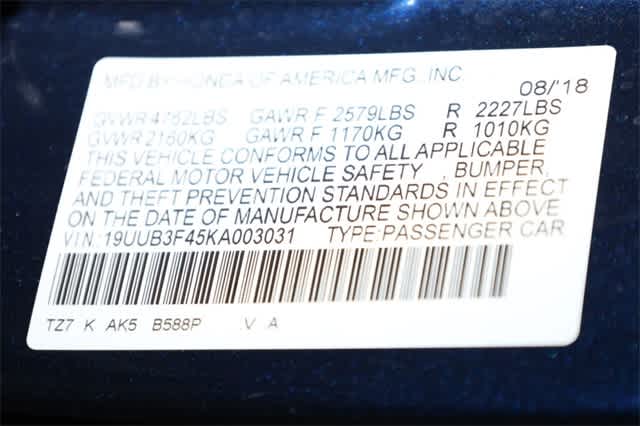 MFD BY HONDA OF AMERICA MFG., INC. 08/'18
GVWR 4762LBS GAWR F 2579LBS R 2227LBS
GVWR 2160KG GAWR F 1170KG R 1010KG
THIS VEHICLE CONFORMS TO ALL APPLICABLE
FEDERAL MOTOR VEHICLE SAFETY , BUMPER,
AND THEFT PREVENTION STANDARDS IN EFFECT
ON THE DATE OF MANUFACTURE SHOWN ABOVE
VIN:19UUB3F45KA003031 TYPE:PASSENGER CAR
TZ7 K AK5 B588P .V A